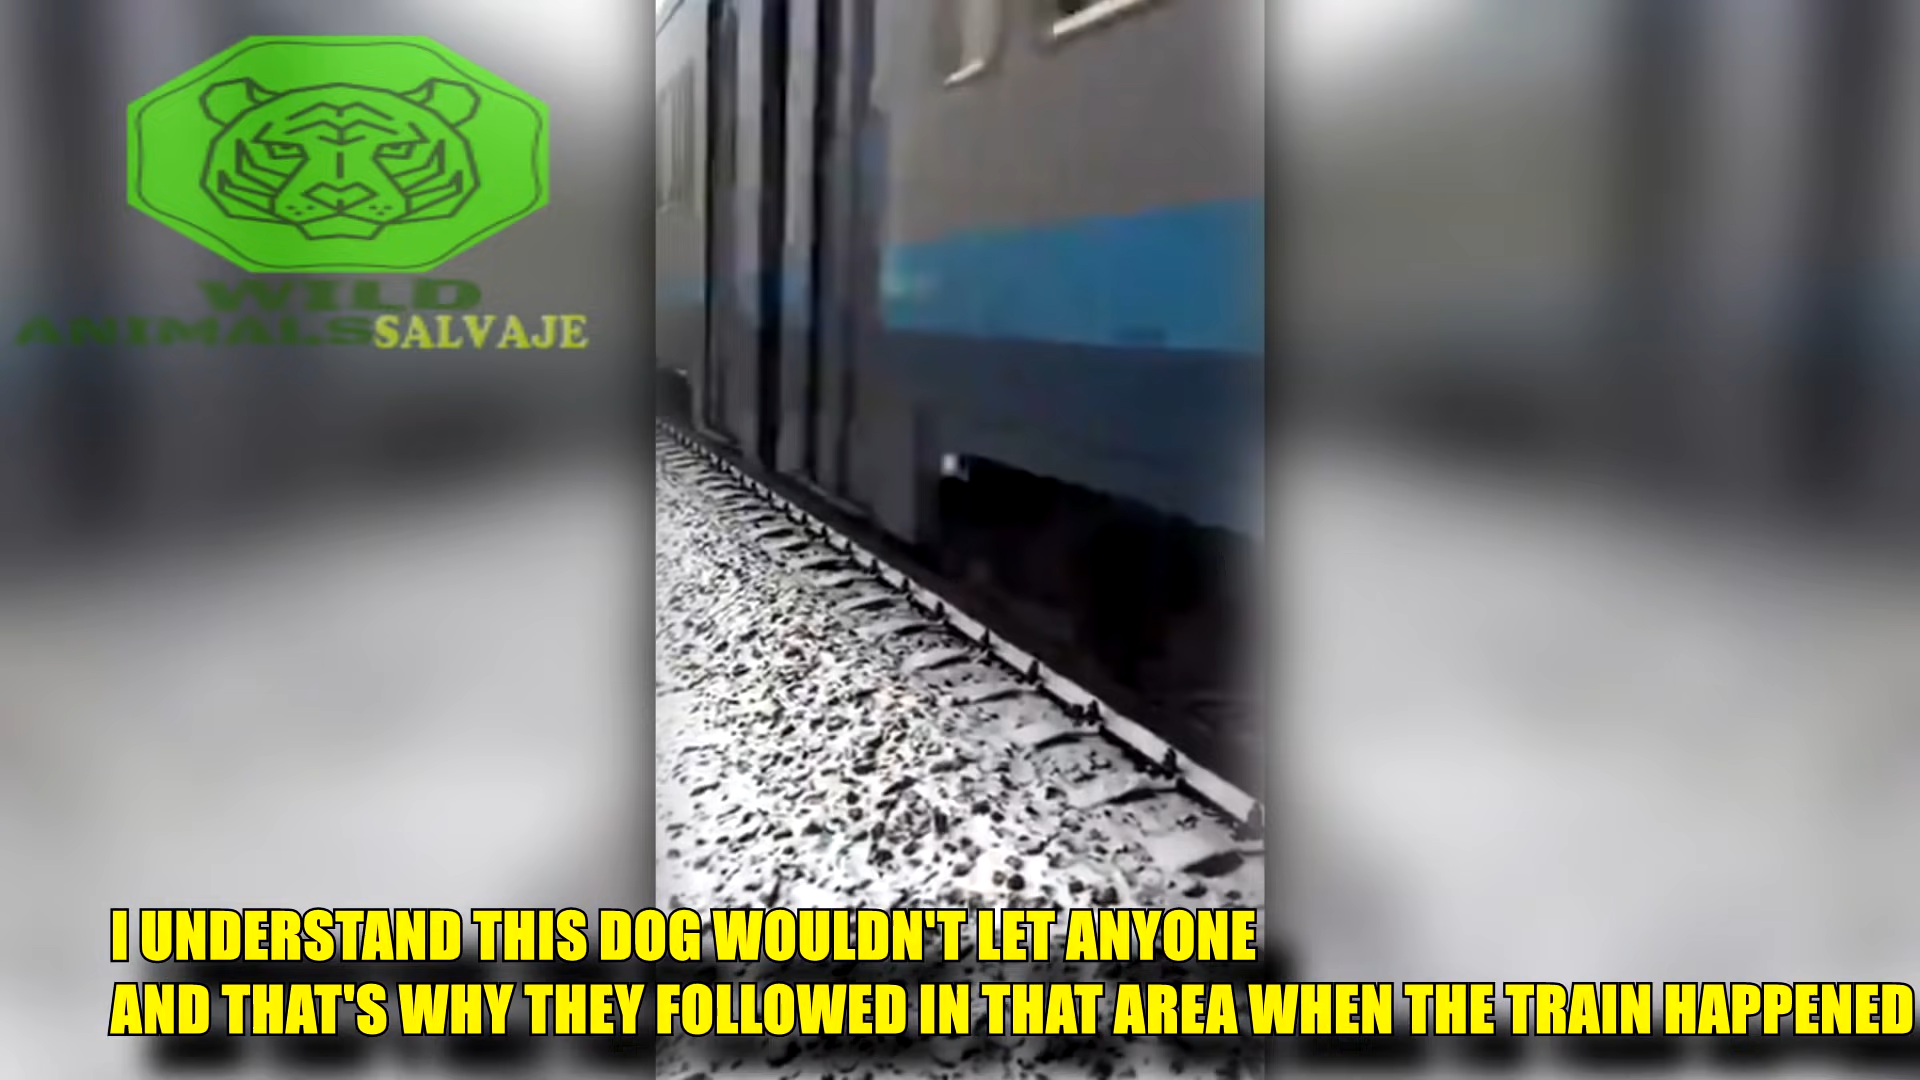 WILD
ANIMALS SALVAJE
I UNDERSTAND THIS DOG WOULDN'T LET ANYONE
AND THAT'S WHY THEY FOLLOWED IN THAT AREA WHEN THE TRAIN HAPPENED